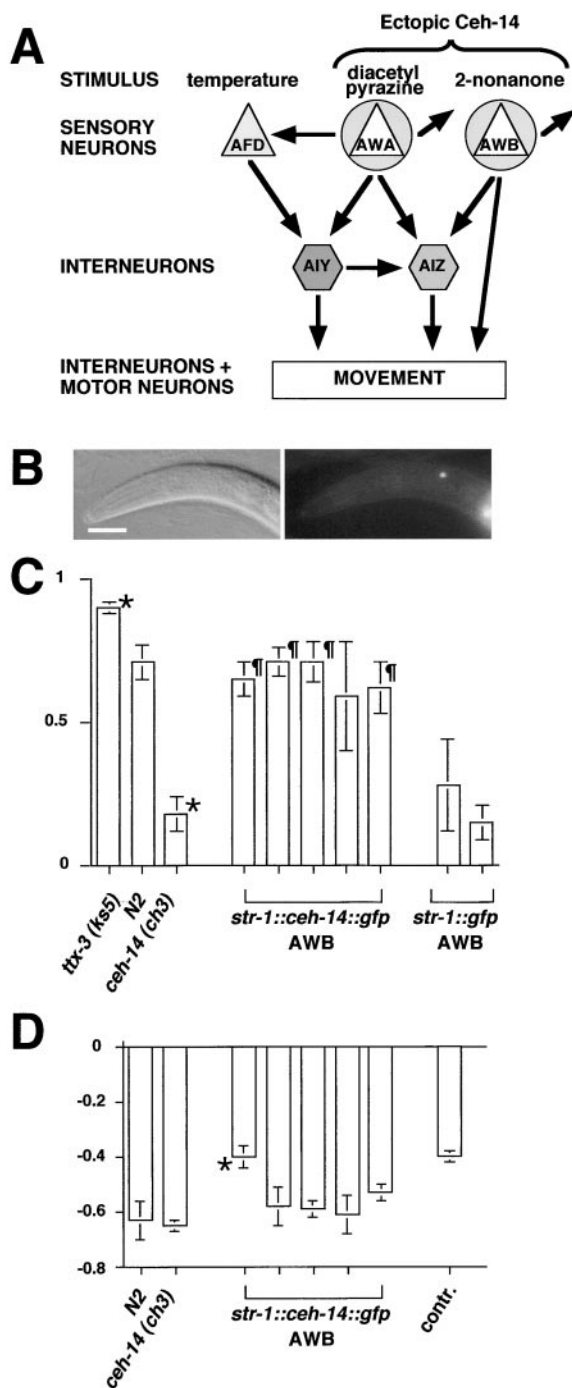 A
Ectopic Ceh-14
STIMULUS temperature diacetyl pyrazine 2-nonanone
SENSORY NEURONS
AFD AWA AWB
INTERNEURONS AIY AIZ
INTERNEURONS + MOTOR NEURONS
MOVEMENT
B
C
1
0.5
0
* * ¶ ¶ ¶ ¶
ttx-3 (ks5)
N2
ceh-14 (ch3)
str-1::ceh-14::gfp
AWB
str-1::gfp
AWB
D
0
-0.2
-0.4
-0.6
-0.8
*
N2
ceh-14 (ch3)
str-1::ceh-14::gfp
AWB
contr.